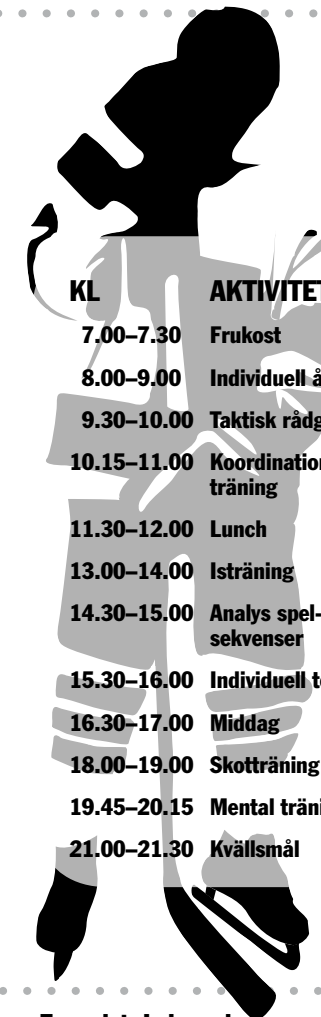 KL AKTIVITET
7.00–7.30 Frukost
8.00–9.00 Individuell
9.30–10.00 Taktisk
10.15–11.00
träning
11.30–12.00 Lunch
13.00–14.00 Isträning
14.30–15.00 Analys spel-
sekvenser
15.30–16.00 Individuell
16.30–17.00 Middag
18.00–19.00 Skotträning
19.45–20.15 Mental
21.00–21.30 Kvällsmål